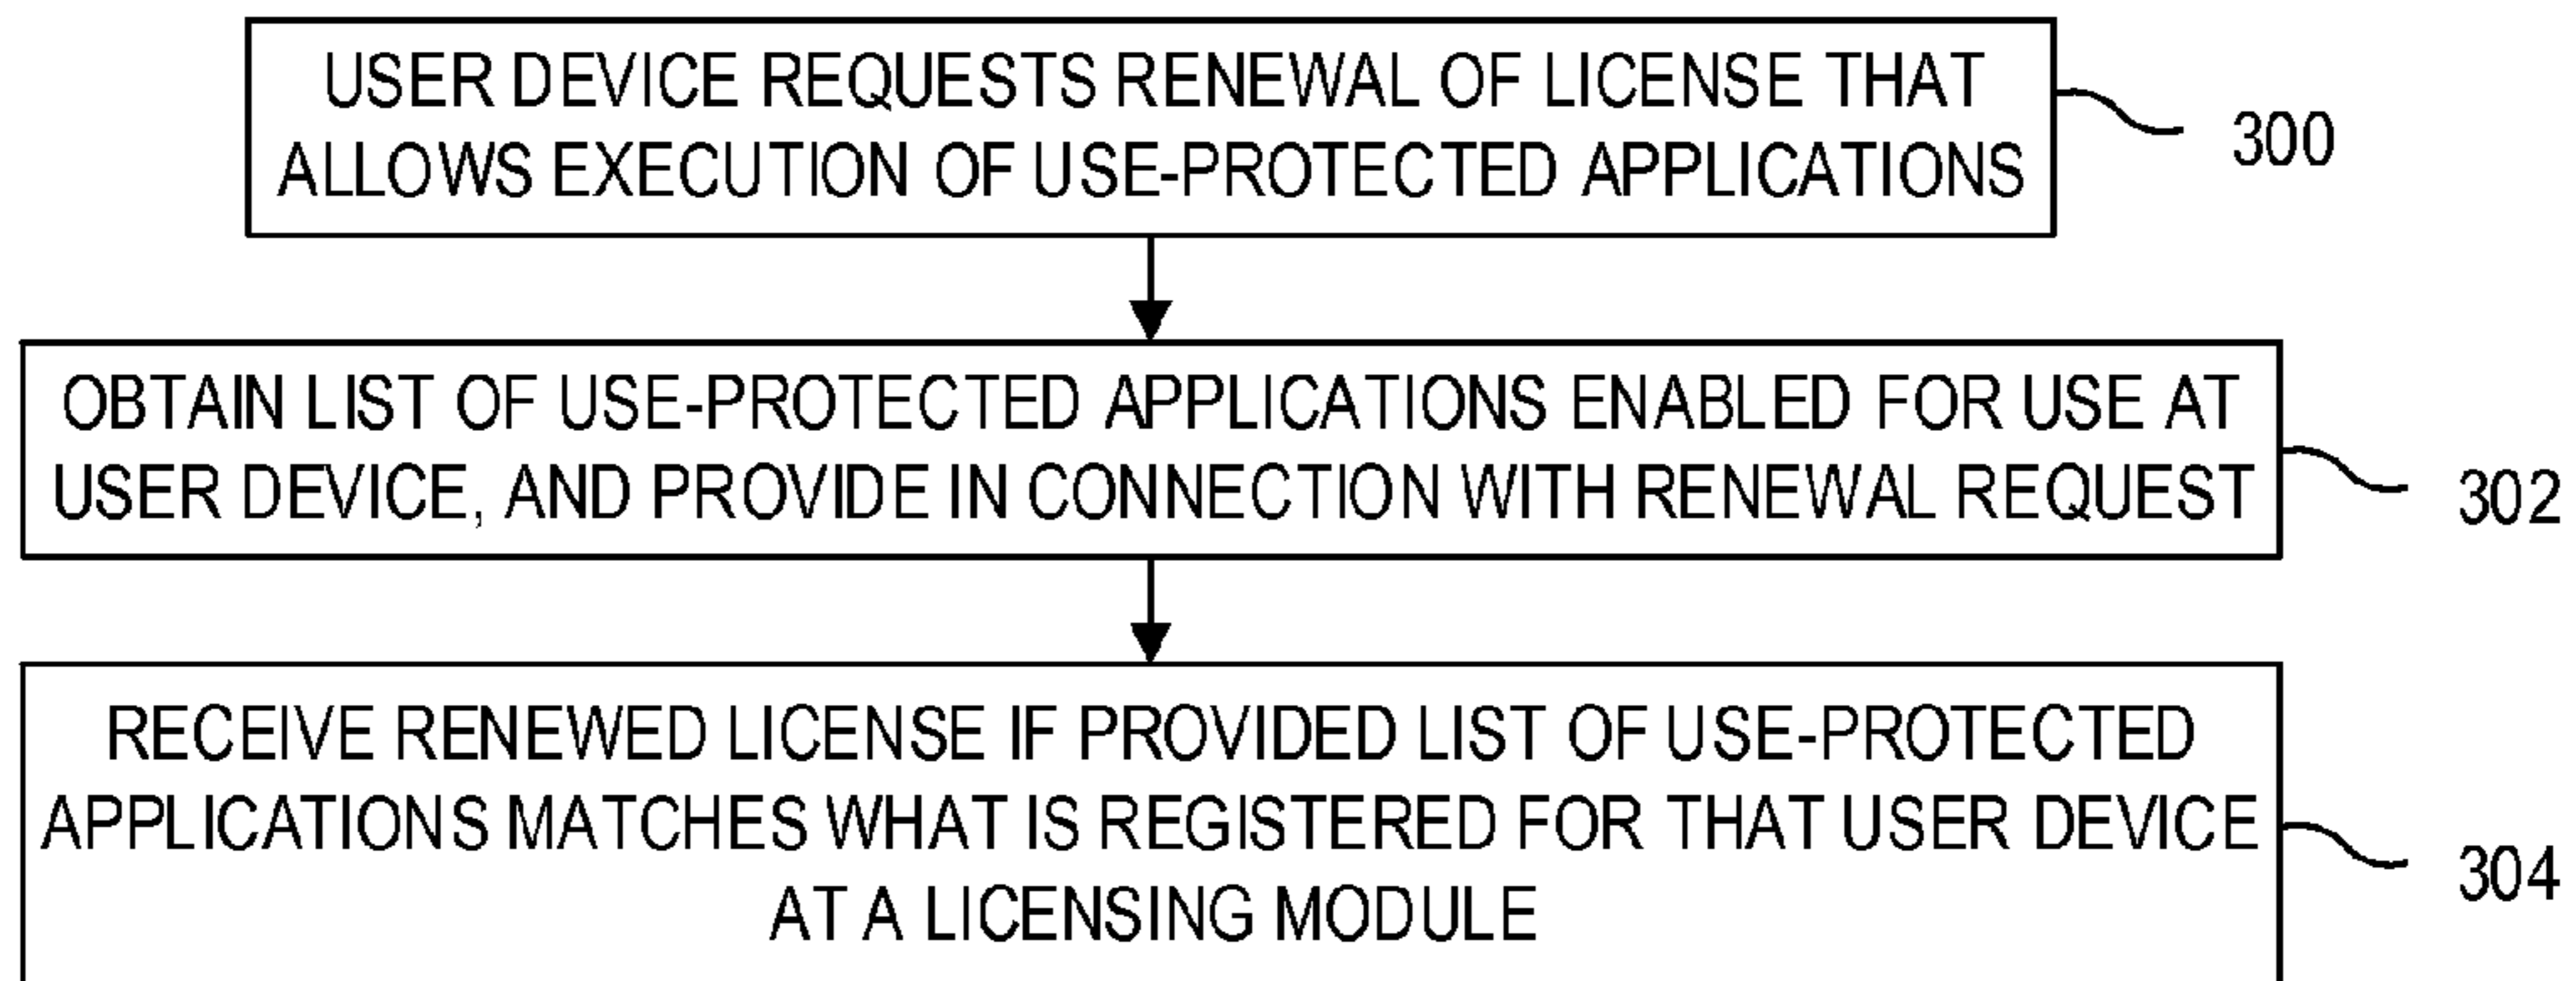 USER DEVICE REQUESTS RENEWAL OF LICENSE THAT
ALLOWS EXECUTION OF USE-PROTECTED APPLICATIONS
300
OBTAIN LIST OF USE-PROTECTED APPLICATIONS ENABLED FOR USE AT
USER DEVICE, AND PROVIDE IN CONNECTION WITH RENEWAL REQUEST
302
RECEIVE RENEWED LICENSE IF PROVIDED LIST OF USE-PROTECTED
APPLICATIONS MATCHES WHAT IS REGISTERED FOR THAT USER DEVICE
AT A LICENSING MODULE
304